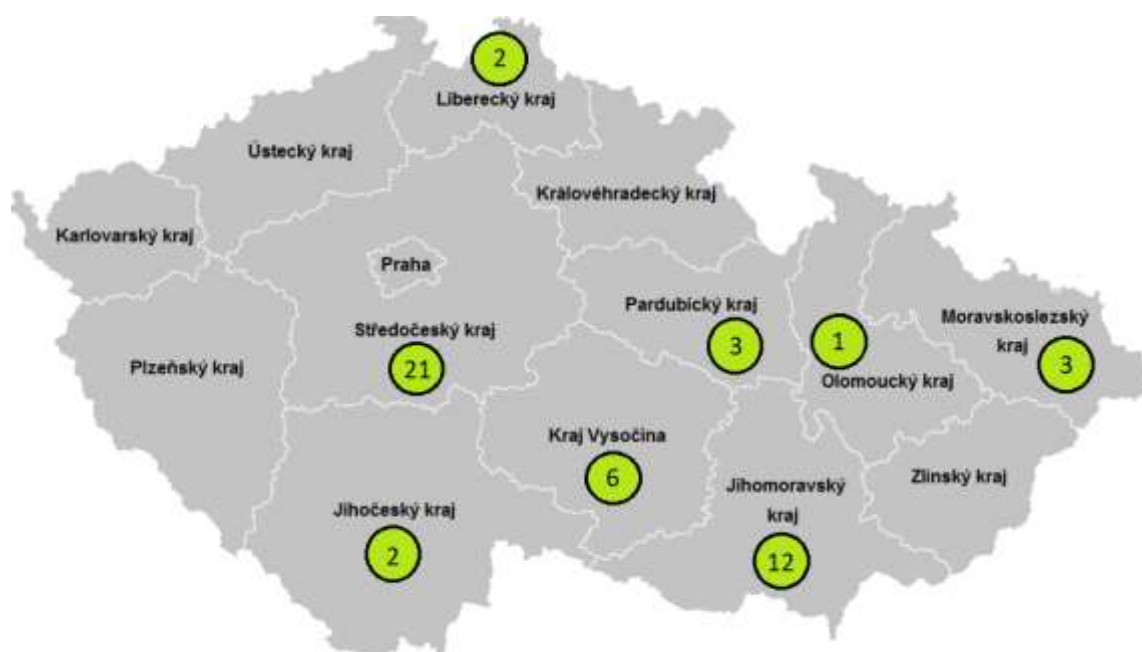 2
Liberecký kraj
Ústecký kraj
Královéhradecký kraj
Karlovarský kraj
Praha
Pardubický kraj
3
Středočeský kraj
21
Plzeňský kraj
1
Olomoucký kraj
Moravskoslezský
kraj
3
Kraj Vysočina
6
Zlínský kraj
Jihomoravský
kraj
12
Jihočeský kraj
2